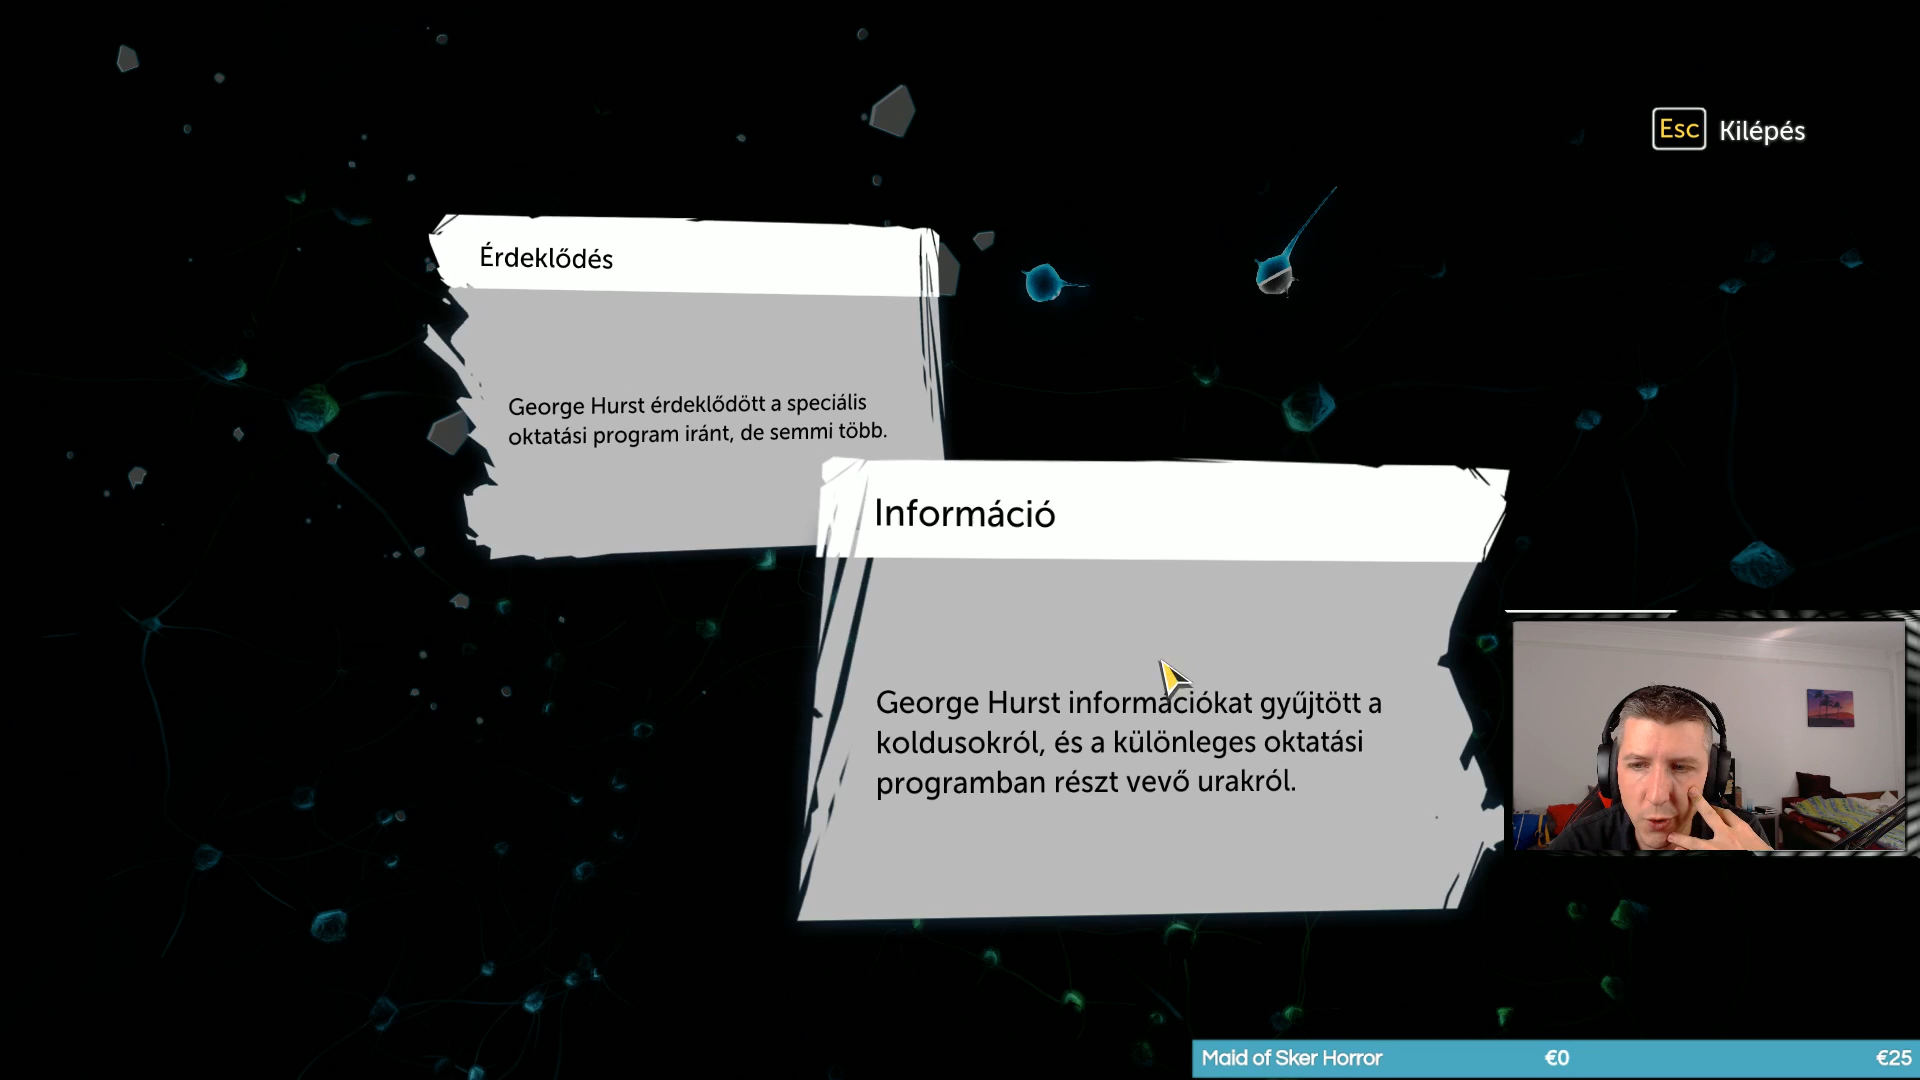 Esc Kilépés
Érdeklődés
George Hurst érdeklődött a speciális
oktatási program iránt, de semmi több.
Információ
George Hurst információkat gyűjtött a
koldusokról, és a különleges oktatási
programban részt vevő urakról.
Maid of Sker Horror €0 €25